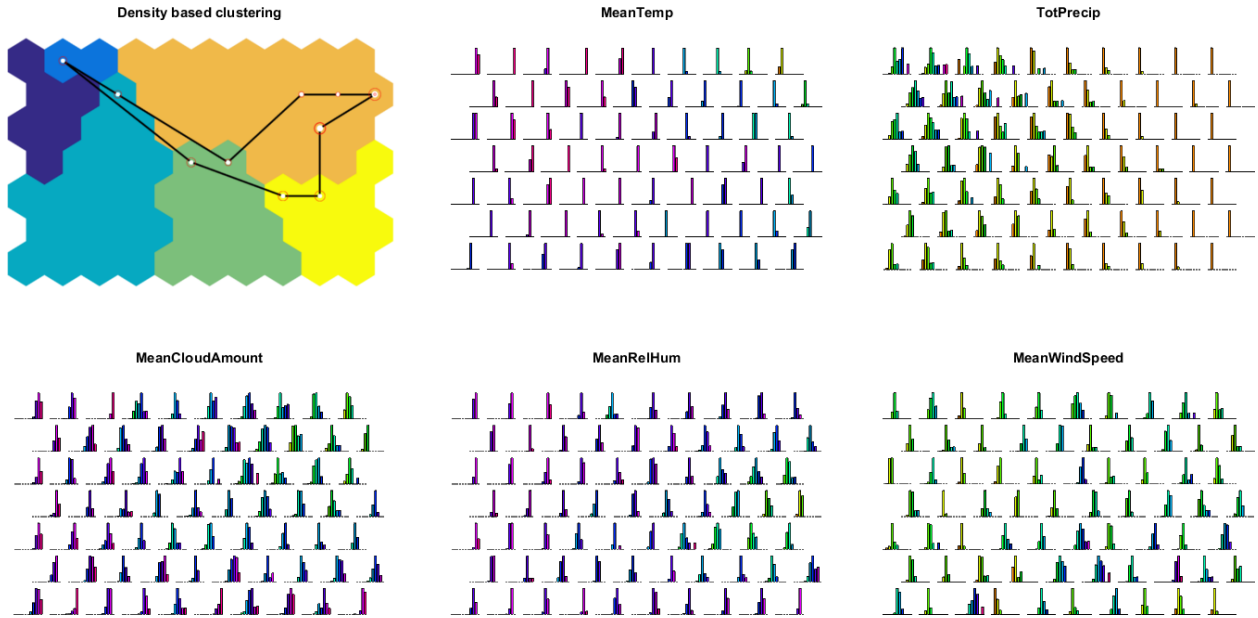 Density based clustering
MeanTemp
TotPrecip
MeanCloudAmount
MeanRelHum
MeanWindSpeed